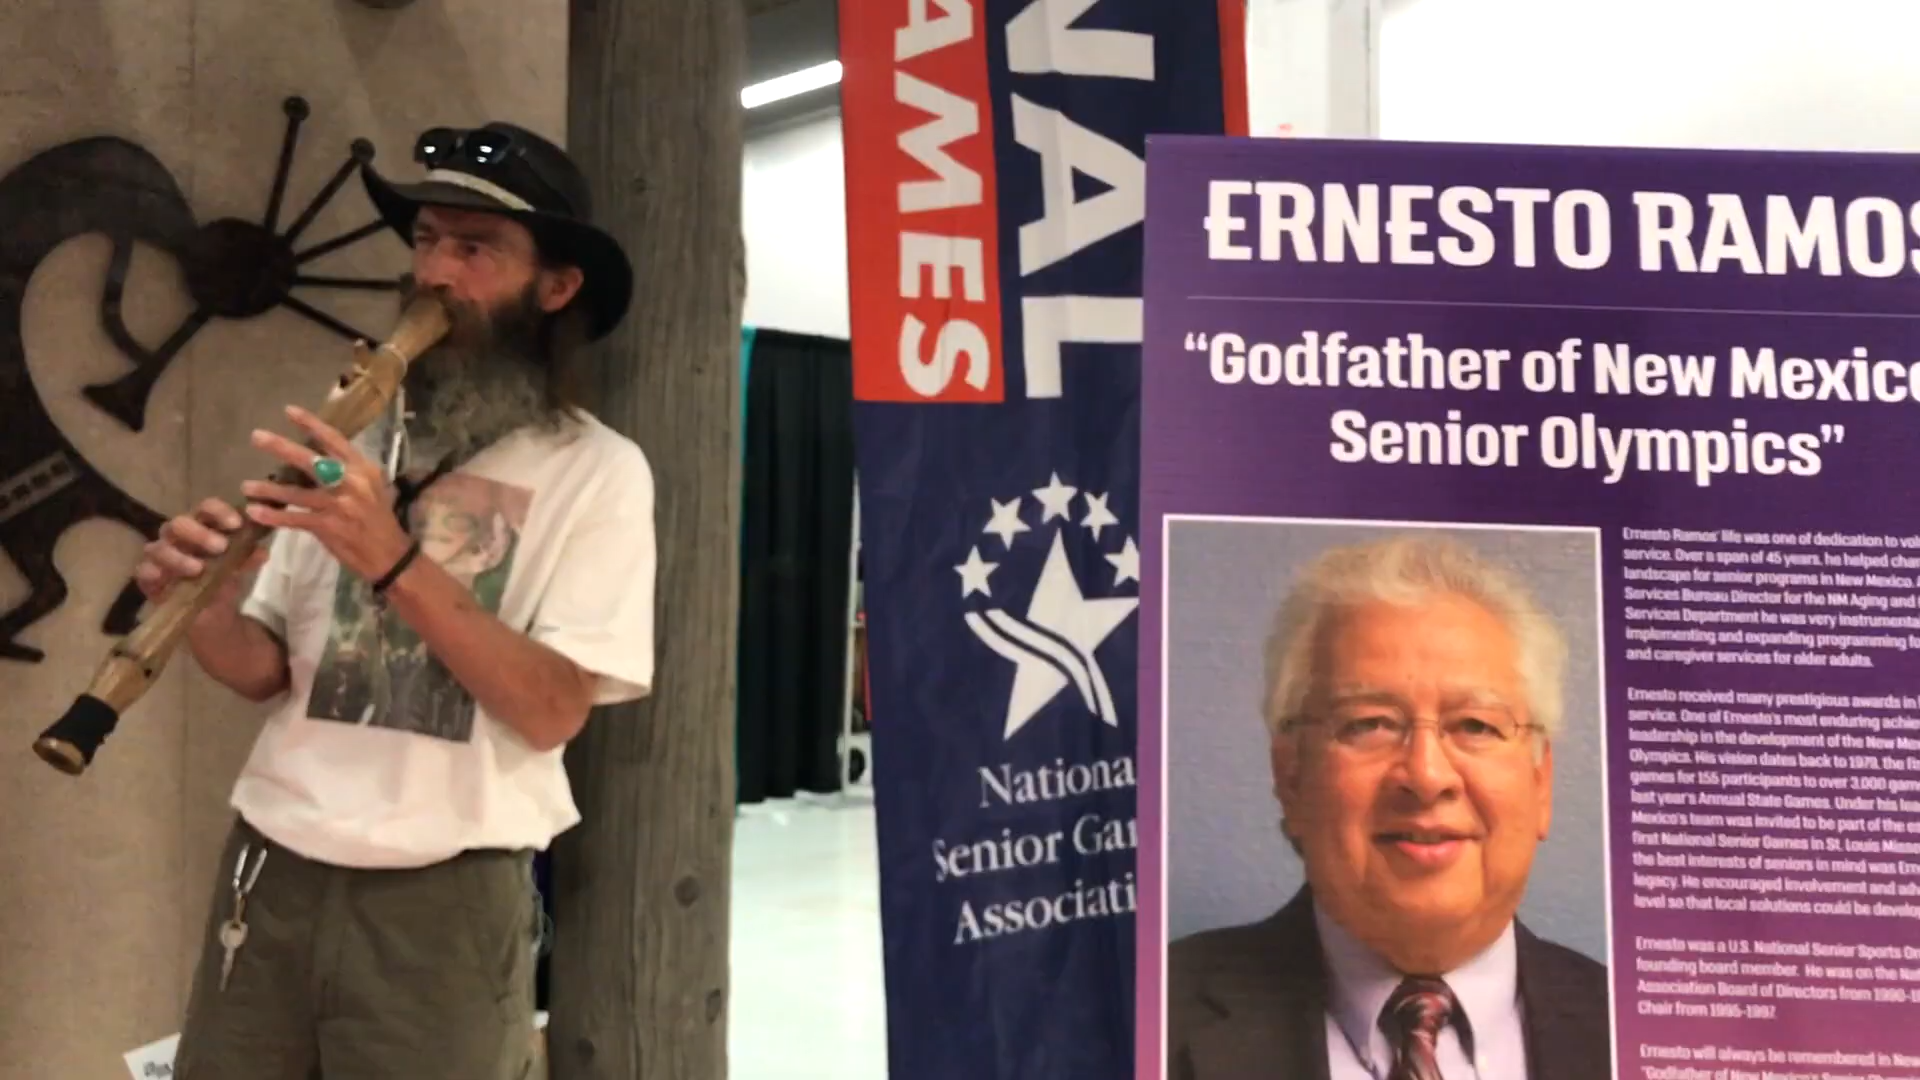 AMES
NAL
Nationa
Senior Gar
Associati
ERNESTO RAMOS
“Godfather of New Mexico
Senior Olympics”
Ernesto Ramos' life was one of dedication to vol
service. Over a span of 45 years, he helped chan
landscape for senior programs in New Mexico.
Services Bureau Director for the NM Aging and
Services Department he was very instrumenta
implementing and expanding programming fo
and caregiver services for older adults.
Ernesto received many prestigious awards in
service. One of Ernesto's most enduring achie
leadership in the development of the New Mex
Olympics. His vision dates back to 1979, the fir
games for 155 participants to over 3,000 game
last year's Annual State Games. Under his lea
Mexico's team was invited to be part of the
first National Senior Games in St. Louis Misso
the best interests of seniors in mind was Ern
legacy. He encouraged involvement and adv
level so that local solutions could be develop
Ernesto was a U.S. National Senior Sports Or
founding board member. He was on the Nat
Association Board of Directors from 1990-1
Chair from 1995-1997.
Ernesto will always be remembered in New
"Godfather of New Mexico's Senior Olympi